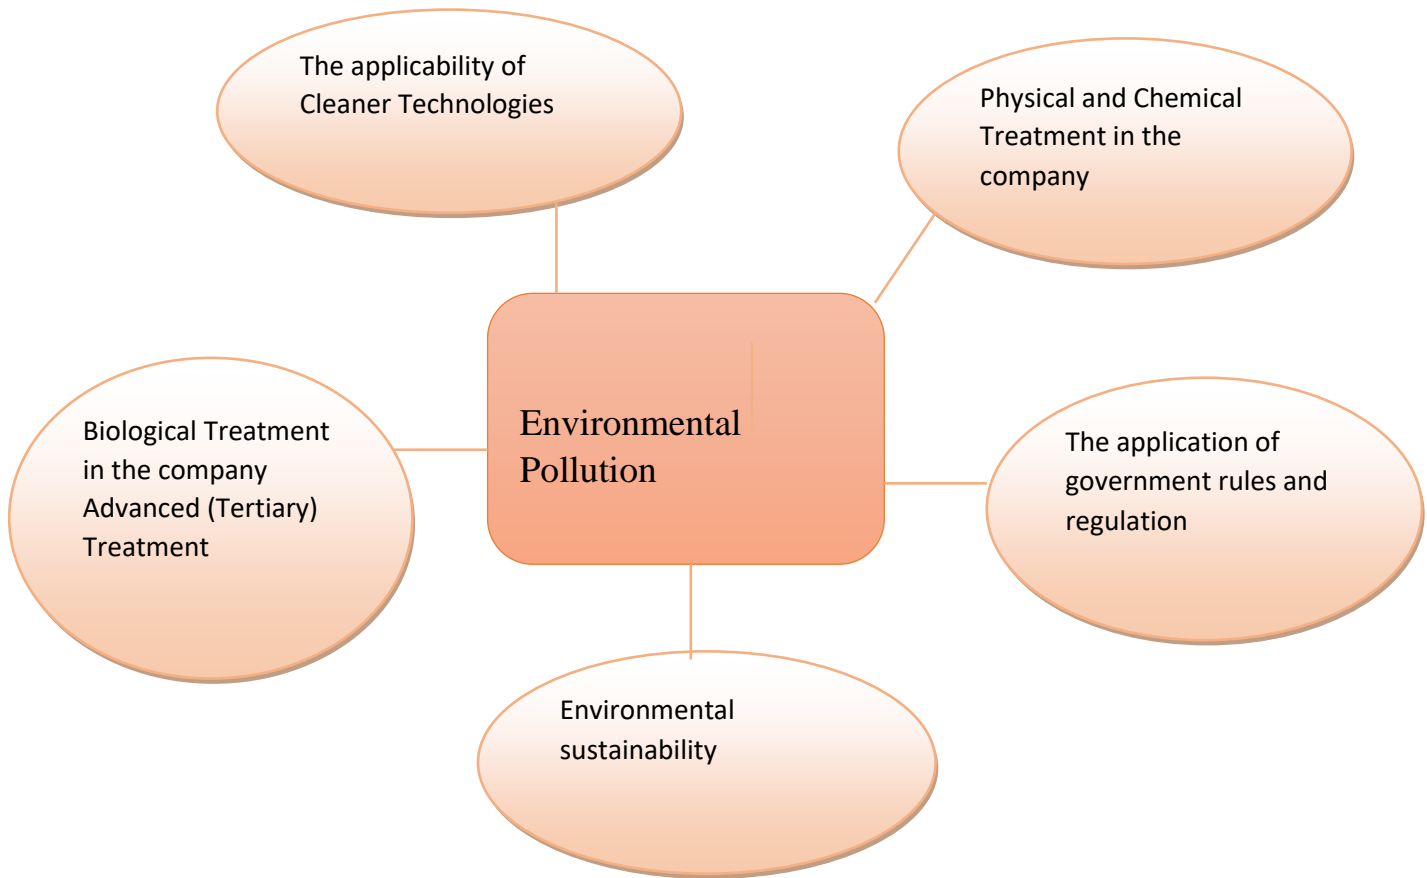 The applicability of
Cleaner Technologies
Physical and Chemical
Treatment in the
company
Environmental
Pollution
Biological Treatment
in the company
Advanced (Tertiary)
Treatment
The application of
government rules and
regulation
Environmental
sustainability